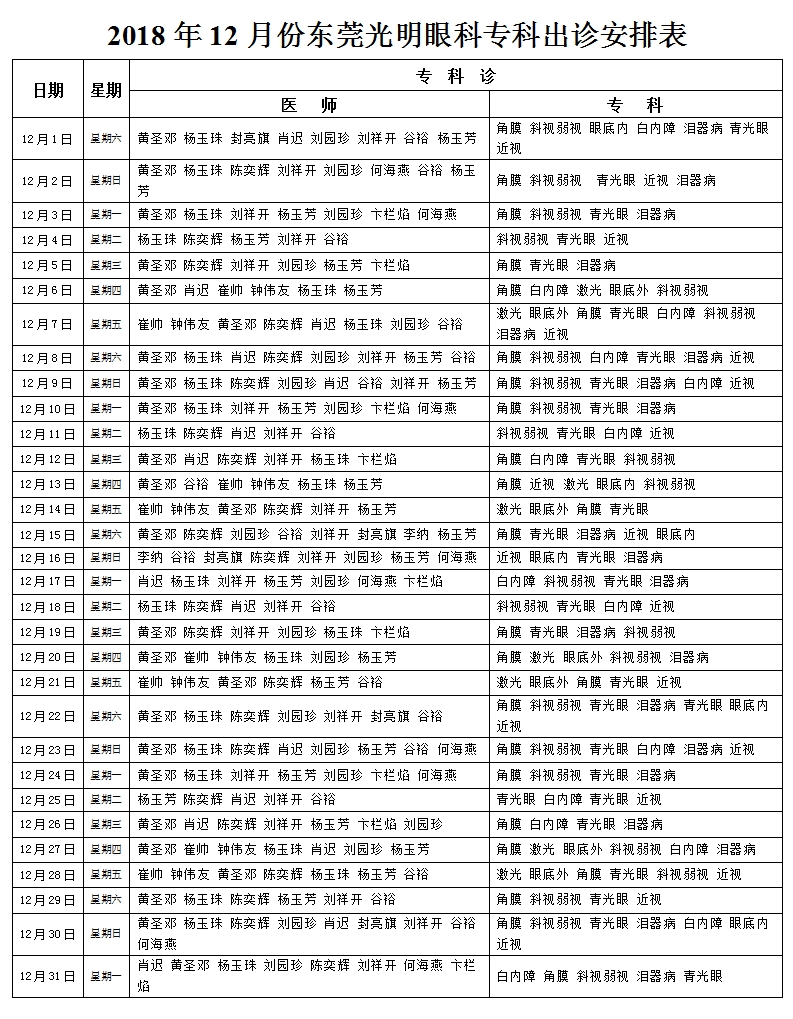 2018 年 12 月份东莞光明眼科专科出诊安排表
日期 星期 专 科 诊
医 师 专 科
12月1日 星期六 黄圣邓 杨玉珠 封亮旗 肖迟 刘园珍 刘祥开 谷裕 杨玉芳 角膜 斜视弱视 眼底内 白内障 泪器病 青光眼
近视
12月2日 星期日 黄圣邓 杨玉珠 陈奕辉 刘祥开 刘园珍 何海燕 谷裕 杨玉
芳 角膜 斜视弱视 青光眼 近视 泪器病
12月3日 星期一 黄圣邓 杨玉珠 刘祥开 杨玉芳 刘园珍 卞栏焰 何海燕 角膜 斜视弱视 青光眼 泪器病
12月4日 星期二 杨玉珠 陈奕辉 杨玉芳 刘祥开 谷裕 斜视弱视 青光眼 近视
12月5日 星期三 黄圣邓 陈奕辉 刘祥开 刘园珍 杨玉芳 卞栏焰 角膜 青光眼 泪器病
12月6日 星期四 黄圣邓 肖迟 崔帅 钟伟友 杨玉珠 杨玉芳 角膜 白内障 激光 眼底外 斜视弱视
12月7日 星期五 崔帅 钟伟友 黄圣邓 陈奕辉 肖迟 杨玉珠 刘园珍 谷裕 激光 眼底外 角膜 青光眼 白内障 斜视弱视
泪器病 近视
12月8日 星期六 黄圣邓 杨玉珠 肖迟 陈奕辉 刘园珍 刘祥开 杨玉芳 谷裕 角膜 斜视弱视 白内障 青光眼 泪器病 近视
12月9日 星期日 黄圣邓 杨玉珠 陈奕辉 刘园珍 肖迟 谷裕 刘祥开 杨玉芳 角膜 斜视弱视 青光眼 泪器病 白内障 近视
12月10日 星期一 黄圣邓 杨玉珠 刘祥开 杨玉芳 刘园珍 卞栏焰 何海燕 角膜 斜视弱视 青光眼 泪器病
12月11日 星期二 杨玉珠 陈奕辉 肖迟 刘祥开 谷裕 斜视弱视 青光眼 白内障 近视
12月12日 星期三 黄圣邓 肖迟 陈奕辉 刘祥开 杨玉珠 卞栏焰 角膜 白内障 青光眼 斜视弱视
12月13日 星期四 黄圣邓 谷裕 崔帅 钟伟友 杨玉珠 杨玉芳 角膜 近视 激光 眼底内 斜视弱视
12月14日 星期五 崔帅 钟伟友 黄圣邓 陈奕辉 刘祥开 杨玉芳 激光 眼底外 角膜 青光眼
12月15日 星期六 黄圣邓 陈奕辉 刘园珍 谷裕 刘祥开 封亮旗 李纳 杨玉芳 角膜 青光眼 泪器病 近视 眼底内
12月16日 星期日 李纳 谷裕 封亮旗 陈奕辉 刘祥开 刘园珍 杨玉芳 何海燕 近视 眼底内 青光眼 泪器病
12月17日 星期一 肖迟 杨玉珠 刘祥开 杨玉芳 刘园珍 何海燕 卞栏焰 白内障 斜视弱视 青光眼 泪器病
12月18日 星期二 杨玉珠 陈奕辉 肖迟 刘祥开 谷裕 斜视弱视 青光眼 白内障 近视
12月19日 星期三 黄圣邓 陈奕辉 刘祥开 刘园珍 杨玉珠 卞栏焰 角膜 青光眼 泪器病 斜视弱视
12月20日 星期四 黄圣邓 崔帅 钟伟友 杨玉珠 刘园珍 杨玉芳 角膜 激光 眼底外 斜视弱视 泪器病
12月21日 星期五 崔帅 钟伟友 黄圣邓 陈奕辉 杨玉芳 谷裕 激光 眼底外 角膜 青光眼 近视
12月22日 星期六 黄圣邓 杨玉珠 陈奕辉 刘园珍 刘祥开 封亮旗 谷裕 角膜 斜视弱视 青光眼 泪器病 青光眼 眼底内
近视
12月23日 星期日 黄圣邓 杨玉珠 陈奕辉 肖迟 刘园珍 杨玉芳 谷裕 何海燕 角膜 斜视弱视 青光眼 白内障 泪器病 近视
12月24日 星期一 黄圣邓 杨玉珠 刘祥开 杨玉芳 刘园珍 卞栏焰 何海燕 角膜 斜视弱视 青光眼 泪器病
12月25日 星期二 杨玉芳 陈奕辉 肖迟 刘祥开 谷裕 青光眼 白内障 青光眼 近视
12月26日 星期三 黄圣邓 肖迟 陈奕辉 刘祥开 杨玉芳 卞栏焰 刘园珍 角膜 白内障 青光眼 泪器病
12月27日 星期四 黄圣邓 崔帅 钟伟友 杨玉珠 肖迟 刘园珍 杨玉芳 角膜 激光 眼底外 斜视弱视 白内障 泪器病
12月28日 星期五 崔帅 钟伟友 黄圣邓 陈奕辉 杨玉珠 杨玉芳 谷裕 激光 眼底外 角膜 青光眼 斜视弱视 近视
12月29日 星期六 黄圣邓 杨玉珠 陈奕辉 杨玉芳 刘祥开 谷裕 角膜 斜视弱视 青光眼 近视
12月30日 星期日 黄圣邓 杨玉珠 陈奕辉 刘园珍 肖迟 封亮旗 刘祥开 谷裕
何海燕 角膜 斜视弱视 青光眼 泪器病 白内障 眼底内
近视
12月31日 星期一 肖迟 黄圣邓 杨玉珠 刘园珍 陈奕辉 刘祥开 何海燕 卞栏
焰 白内障 角膜 斜视弱视 泪器病 青光眼